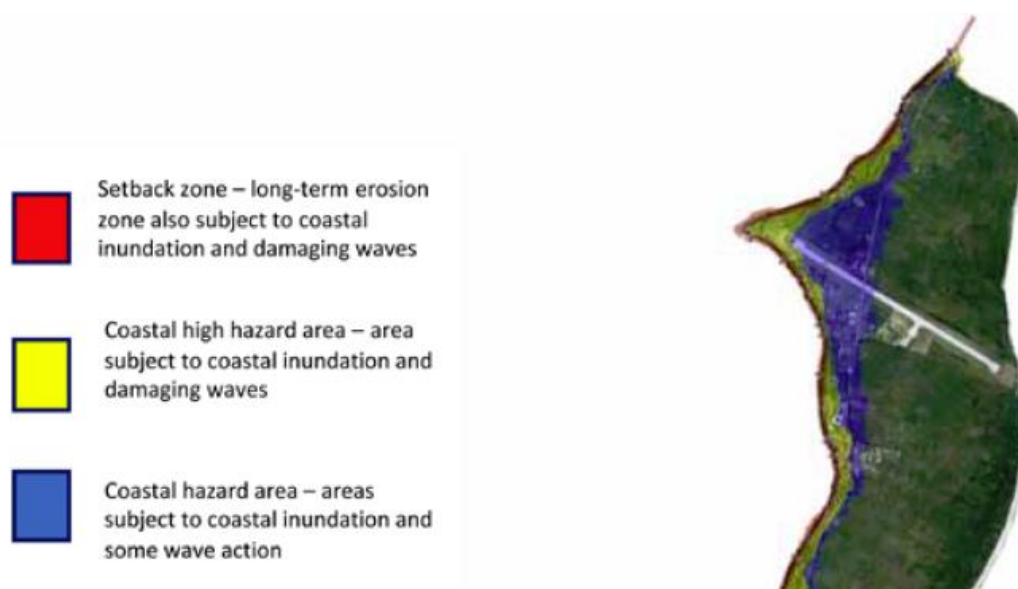 Setback zone – long-term erosion
zone also subject to coastal
inundation and damaging waves
Coastal high hazard area – area
subject to coastal inundation and
damaging waves
Coastal hazard area – areas
subject to coastal inundation and
some wave action